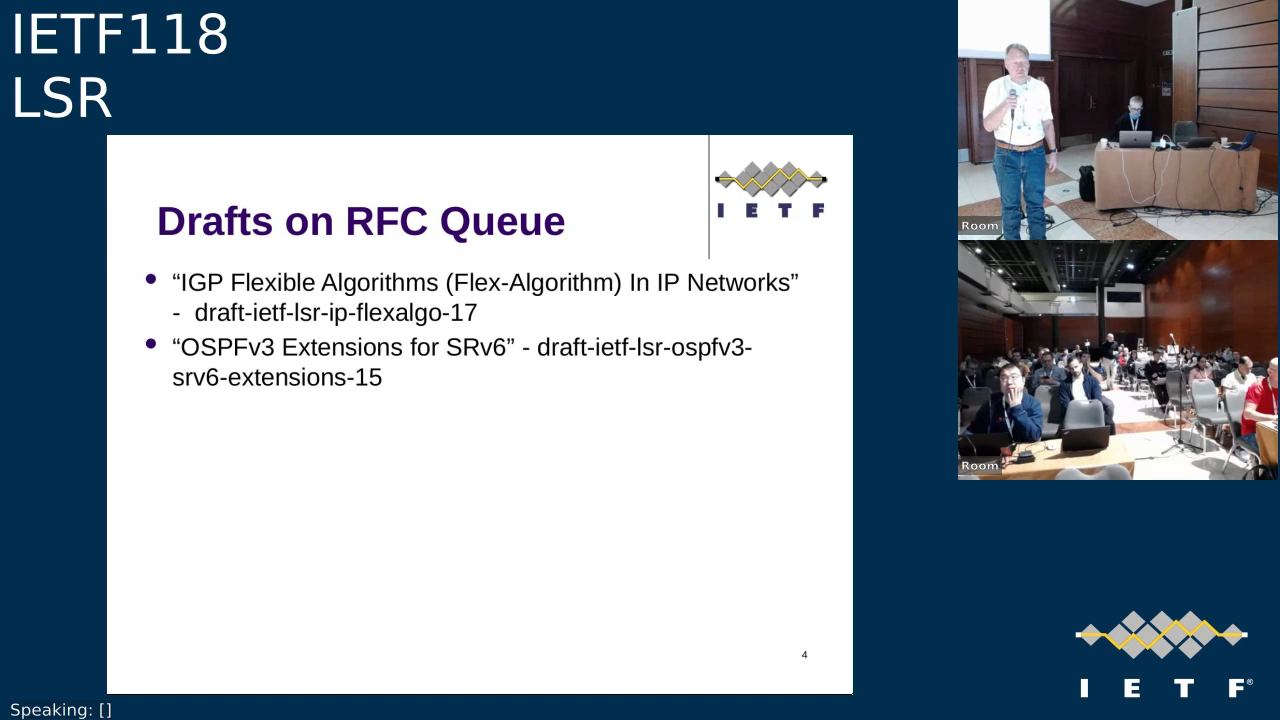 IETF118
LSR
I E T F
Drafts on RFC Queue
“IGP Flexible Algorithms (Flex-Algorithm) In IP Networks”
- draft-ietf-lsr-ip-flexalgo-17
“OSPFv3 Extensions for SRv6” - draft-ietf-lsr-ospfv3-
srv6-extensions-15
4
Room
Room
I E T F®
Speaking: []